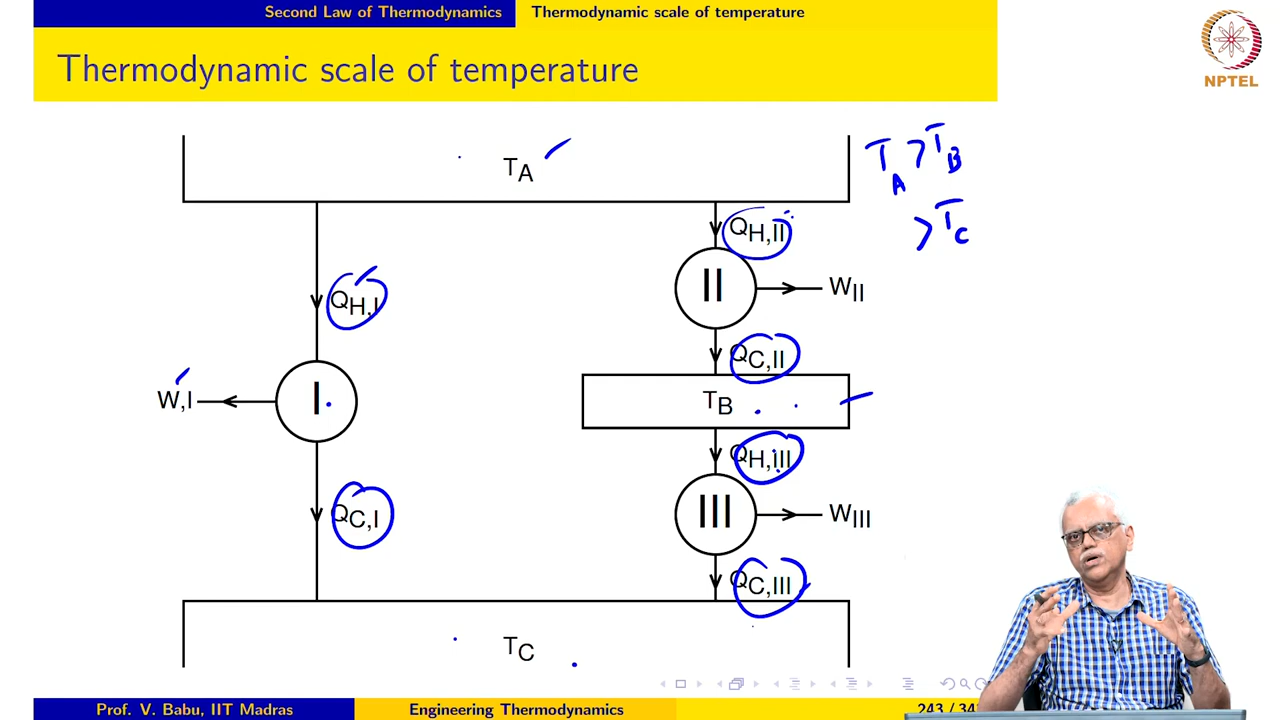 Second Law of Thermodynamics Thermodynamic scale of temperature
NPTEL
Thermodynamic scale of temperature
T_A
T_A > T_B
> T_C
Q_H,II
II
W_II
Q_H,I
Q_C,II
W,I
I
T_B
Q_H,III
Q_C,I
III
W_III
Q_C,III
T_C
Prof. V. Babu, IIT Madras Engineering Thermodynamics 243 / 34